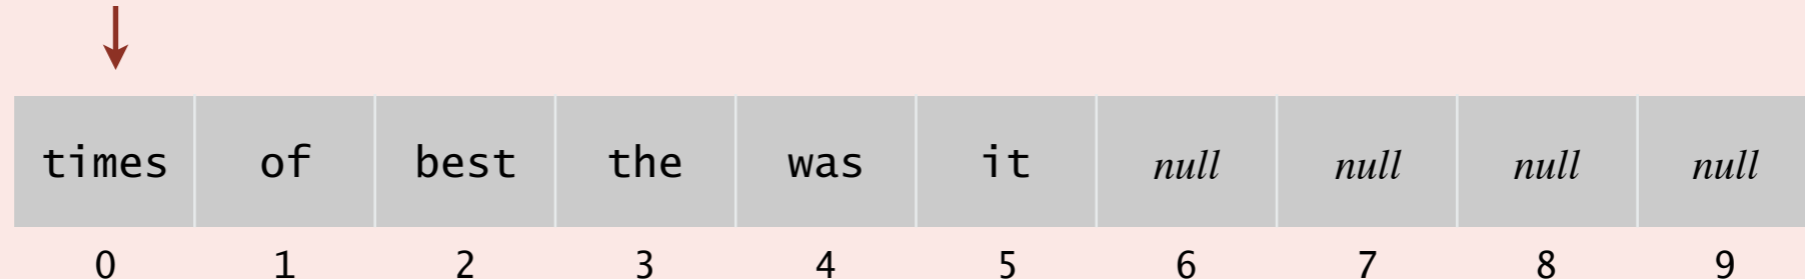 times of best the was it null null null null
0 1 2 3 4 5 6 7 8 9